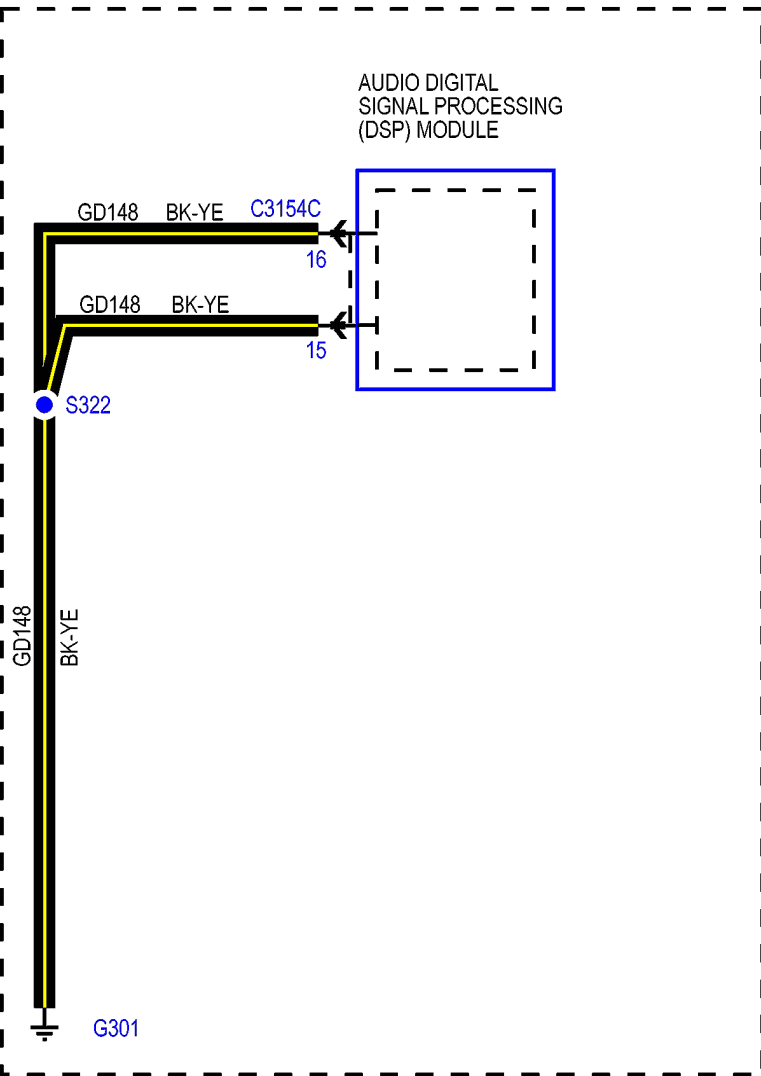 AUDIO DIGITAL
SIGNAL PROCESSING
(DSP) MODULE
GD148 BK-YE C3154C
16
GD148 BK-YE
15
S322
GD148
BK-YE
G301